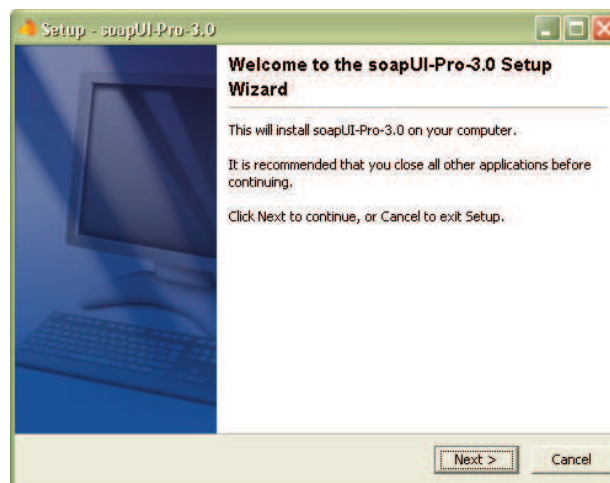 Setup - soapUI-Pro-3.0
Welcome to the soapUI-Pro-3.0 Setup
Wizard
This will install soapUI-Pro-3.0 on your computer.
It is recommended that you close all other applications before
continuing.
Click Next to continue, or Cancel to exit Setup.
Next >
Cancel